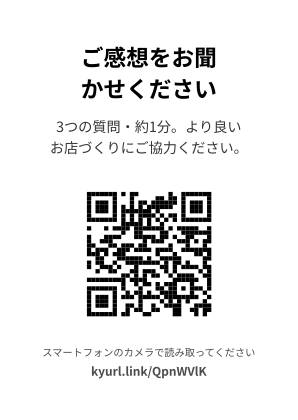 ご感想をお聞
かせください
3つの質問・約1分。より良い
お店づくりにご協力ください。
スマートフォンのカメラで読み取ってください
kyurl.link/QpnWVlK